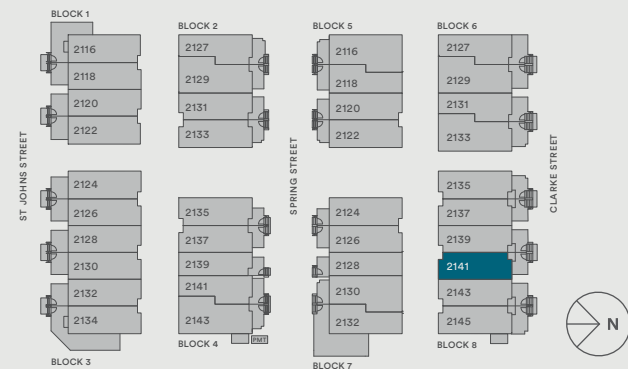 BLOCK 1
2116
2118
2120
2122
ST JOHNS STREET
2124
2126
2128
2130
2132
2134
BLOCK 3
BLOCK 2
2127
2129
2131
2133
2135
2137
2139
2141
2143
BLOCK 4
PMT
SPRING STREET
BLOCK 5
2116
2118
2120
2122
2124
2126
2128
2130
2132
BLOCK 7
BLOCK 6
2127
2129
2131
2133
2135
2137
2139
2141
2143
2145
BLOCK 8
CLARKE STREET
N